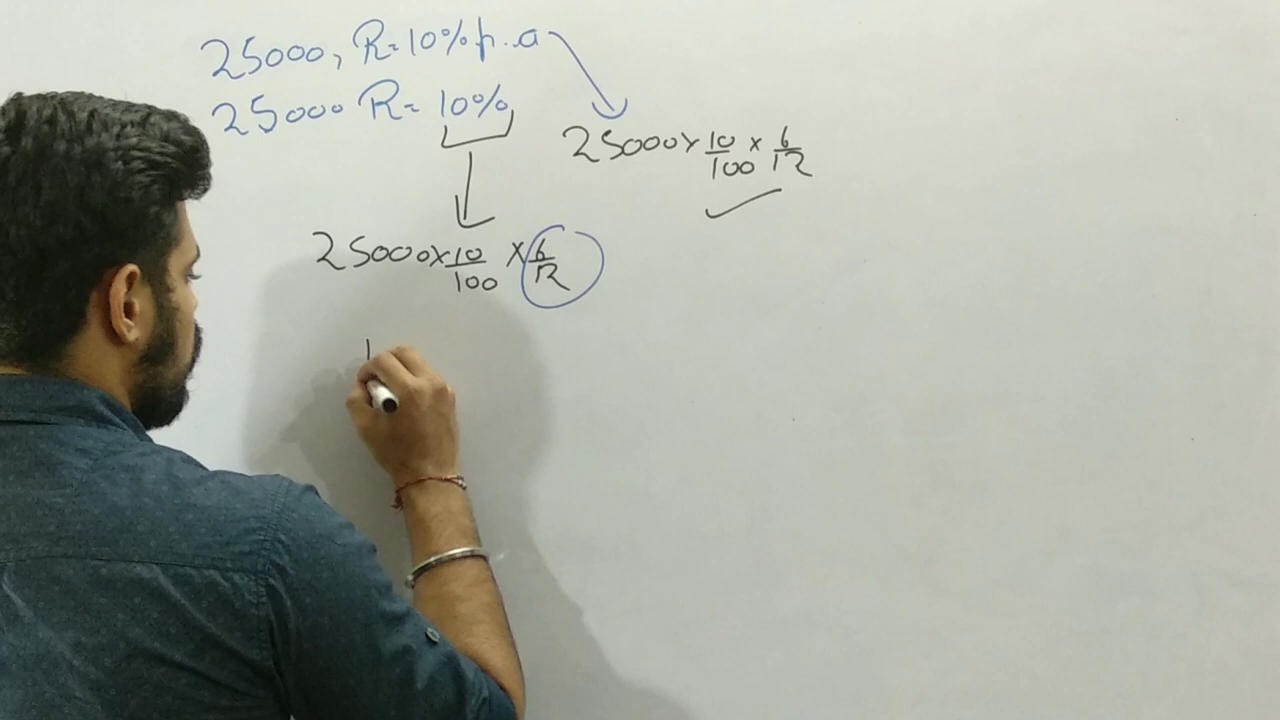 25000, R=10% p.a
25000 R= 10%
25000×10/100×6/12
25000×10/100×6/12